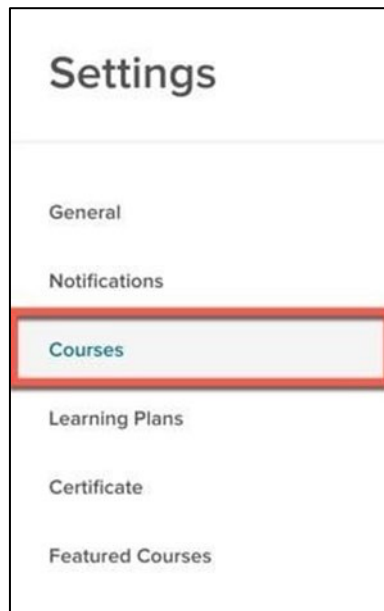 Settings
General
Notifications
Courses
Learning Plans
Certificate
Featured Courses